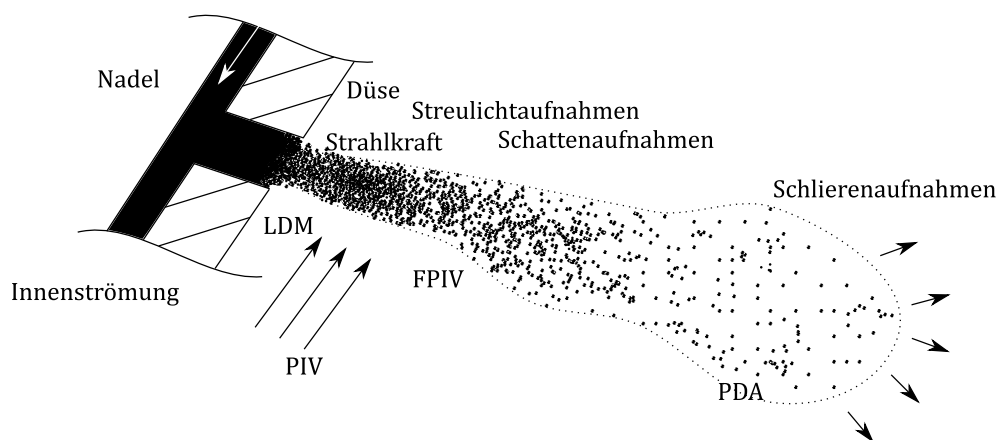 Nadel
Düse
Streulichtaufnahmen
Strahlkraft
Schattenaufnahmen
Schlierenaufnahmen
LDM
FPIV
Innenströmung
PIV
PDA